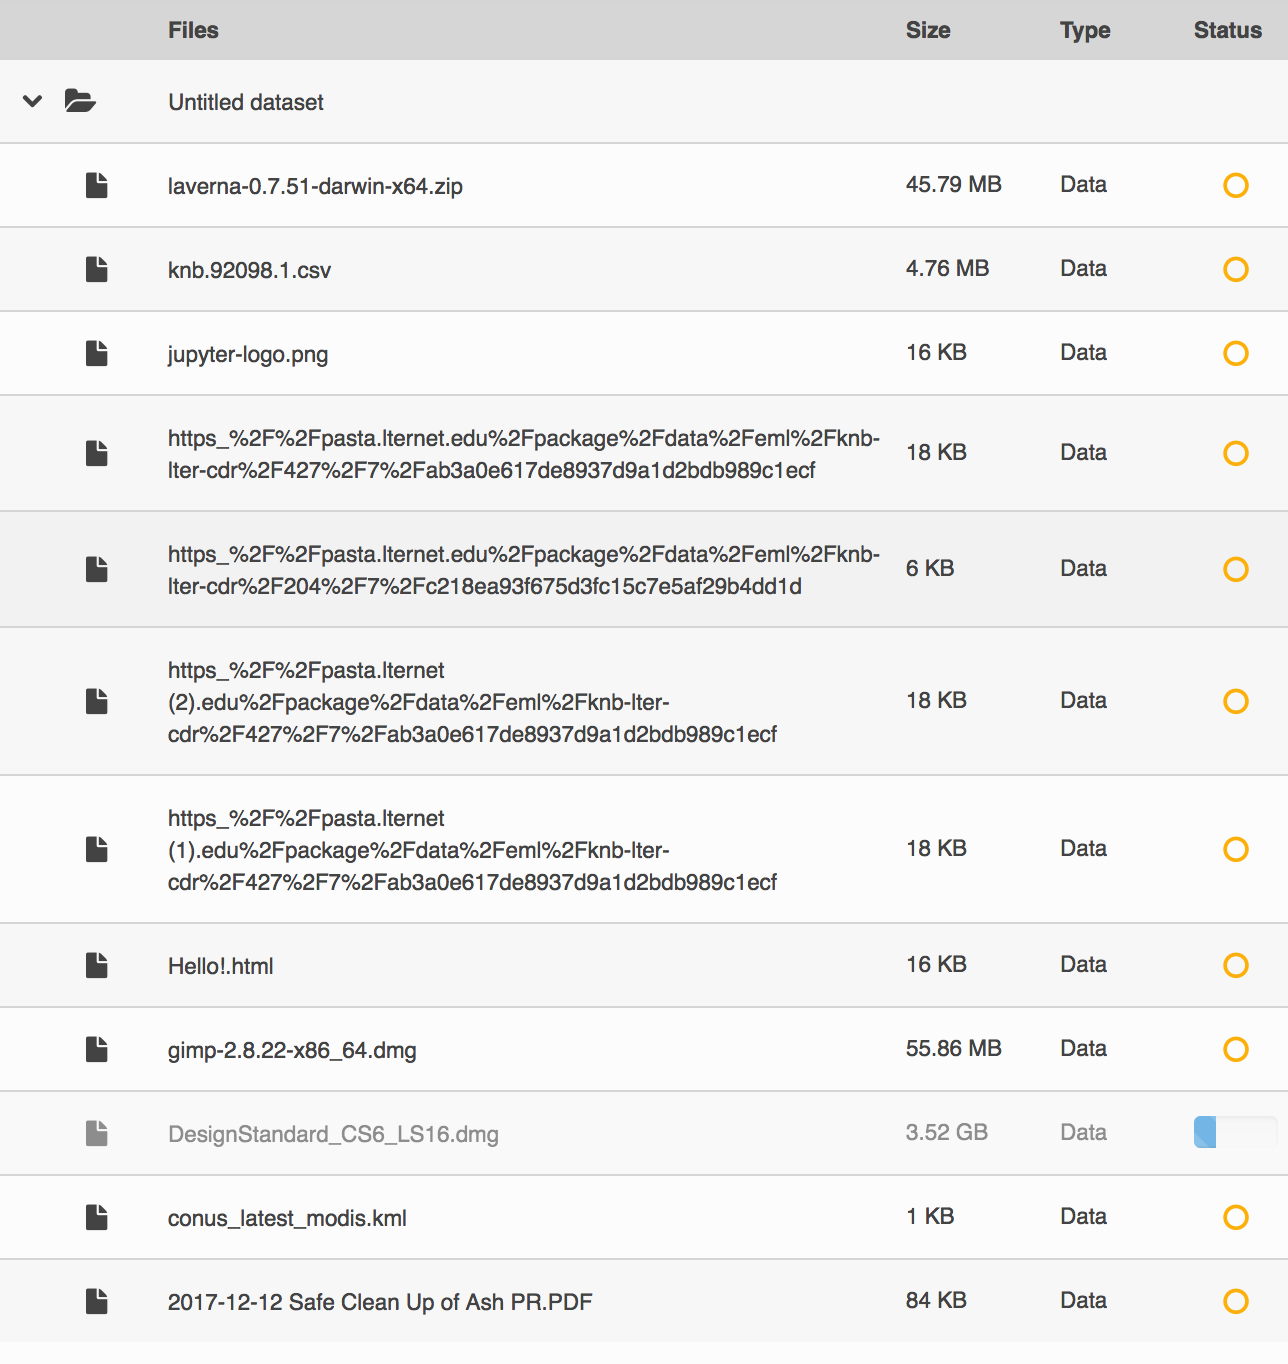 Files Size Type Status
Untitled dataset
laverna-0.7.51-darwin-x64.zip 45.79 MB Data
knb.92098.1.csv 4.76 MB Data
jupyter-logo.png 16 KB Data
https_%2F%2Fpasta.lternet.edu%2Fpackage%2Fdata%2Feml%2Fknb-
lter-cdr%2F427%2F7%2Fab3a0e617de8937d9a1d2bdb989c1ecf 18 KB Data
https_%2F%2Fpasta.lternet.edu%2Fpackage%2Fdata%2Feml%2Fknb-
lter-cdr%2F204%2F7%2Fc218ea93f675d3fc15c7e5af29b4dd1d 6 KB Data
https_%2F%2Fpasta.lternet
(2).edu%2Fpackage%2Fdata%2Feml%2Fknb-lter- 18 KB Data
cdr%2F427%2F7%2Fab3a0e617de8937d9a1d2bdb989c1ecf
https_%2F%2Fpasta.lternet
(1).edu%2Fpackage%2Fdata%2Feml%2Fknb-lter- 18 KB Data
cdr%2F427%2F7%2Fab3a0e617de8937d9a1d2bdb989c1ecf
Hello!.html 16 KB Data
gimp-2.8.22-x86_64.dmg 55.86 MB Data
DesignStandard_CS6_LS16.dmg 3.52 GB Data
conus_latest_modis.kml 1 KB Data
2017-12-12 Safe Clean Up of Ash PR.PDF 84 KB Data